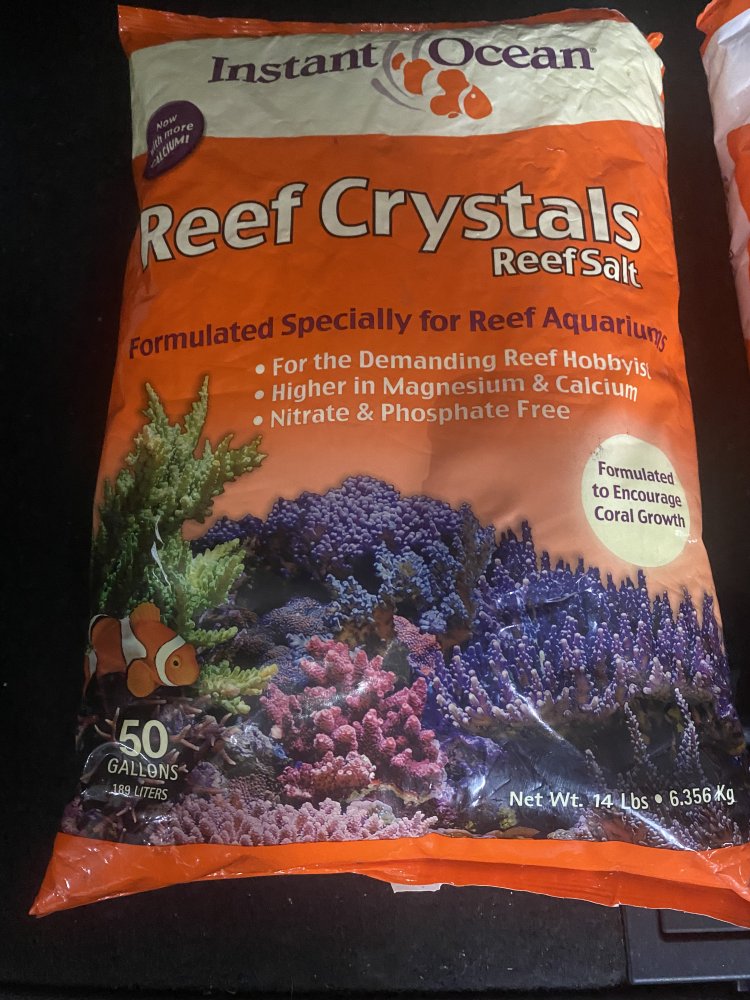 Instant Ocean®
Now
with more
CALCIUM!
Reef Crystals
Reef Salt
Formulated Specially for Reef Aquariums
• For the Demanding Reef Hobbyist
• Higher in Magnesium & Calcium
• Nitrate & Phosphate Free
Formulated
to Encourage
Coral Growth
50
GALLONS
189 LITERS
Net Wt. 14 Lbs • 6.356 Kg